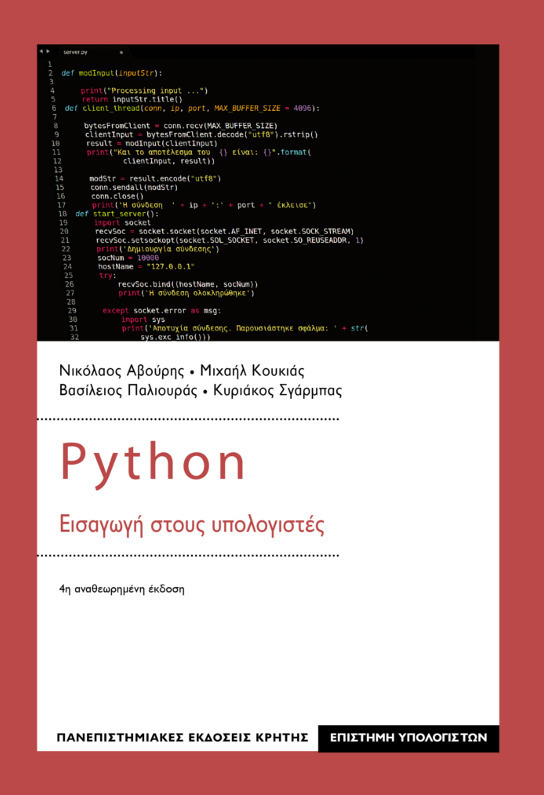 server.py
1
2 def modInput(inputStr):
3
4 print("Processing input ...")
5 return inputStr.title()
6 def client_thread(conn, ip, port, MAX_BUFFER_SIZE = 4096):
7
8 bytesFromClient = conn.recv(MAX_BUFFER_SIZE)
9 clientInput = bytesFromClient.decode("utf8").rstrip()
10 result = modInput(clientInput)
11 print("Και το αποτέλεσμα του {} είναι: {}".format(
12 clientInput, result))
13
14 modStr = result.encode("utf8")
15 conn.sendall(modStr)
16 conn.close()
17 print('Η σύνδεση ' + ip + ':' + port + " έκλεισε")
18 def start_server():
19 import socket
20 recvSoc = socket.socket(socket.AF_INET, socket.SOCK_STREAM)
21 recvSoc.setsockopt(socket.SOL_SOCKET, socket.SO_REUSEADDR, 1)
22 print('Δημιουργία σύνδεσης')
23 socNum = 10000
24 hostName = "127.0.0.1"
25 try:
26 recvSoc.bind((hostName, socNum))
27 print('Η σύνδεση ολοκληρώθηκε')
28
29 except socket.error as msg:
30 import sys
31 print('Αποτυχία σύνδεσης. Παρουσιάστηκε σφάλμα: ' + str(
32 sys.exc_info()))
Νικόλαος Αβούρης • Μιχαήλ Κουκιάς
Βασίλειος Παλιουράς • Κυριάκος Σγάρμπας
Python
Εισαγωγή στους υπολογιστές
4η αναθεωρημένη έκδοση
ΠΑΝΕΠΙΣΤΗΜΙΑΚΕΣ ΕΚΔΟΣΕΙΣ ΚΡΗΤΗΣ
ΕΠΙΣΤΗΜΗ ΥΠΟΛΟΓΙΣΤΩΝ